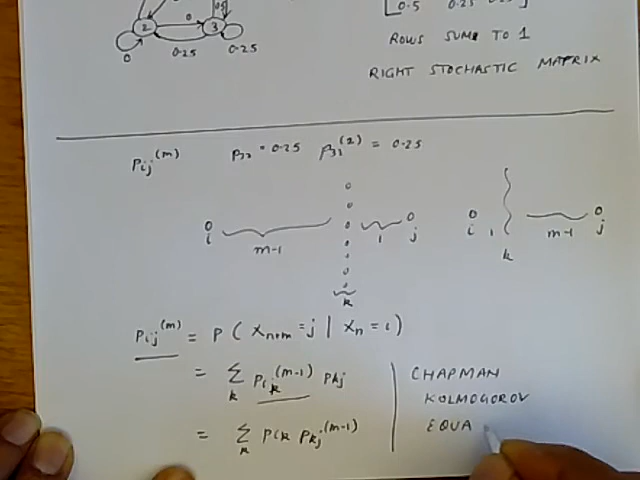 2 0 3
0 0.25 0.25
0.5 0.25 0.25
ROWS SUM TO 1
RIGHT STOCHASTIC MATRIX
Pij^(m) P32 = 0.25 P31^(2) = 0.25
i m-1 k 1 j
i 1 k m-1 j
Pij^(m) = P ( Xn+m = j | Xn = i )
= Σk Pik^(m-1) Pkj
= Σk Pik Pkj^(m-1)
CHAPMAN
KOLMOGOROV
EQUA